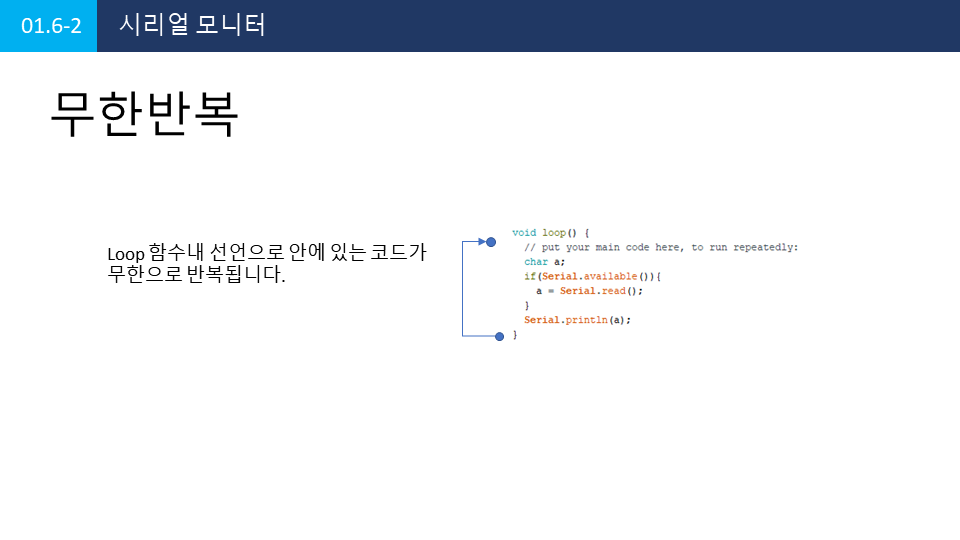 01.6-2 시리얼 모니터
무한반복
Loop 함수내 선언으로 안에 있는 코드가
무한으로 반복됩니다.
void loop() {
  // put your main code here, to run repeatedly:
  char a;
  if(Serial.available()){
    a = Serial.read();
  }
  Serial.println(a);
}